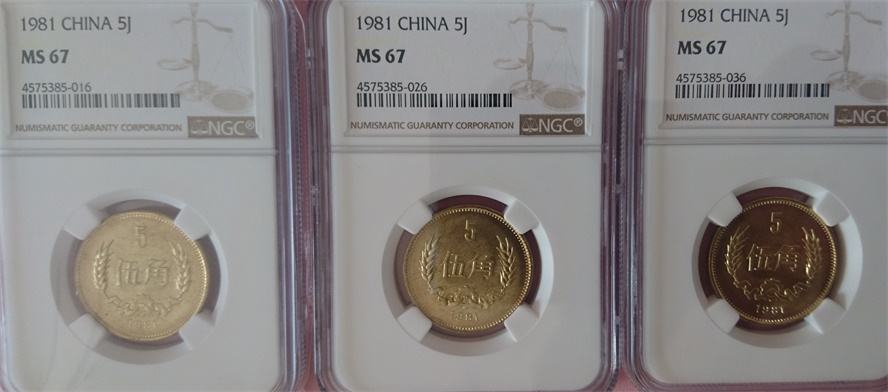 1981 CHINA 5J
MS 67
4575385-016
NUMISMATIC GUARANTY CORPORATION NGC®
5
伍角
1981
1981 CHINA 5J
MS 67
4575385-026
NUMISMATIC GUARANTY CORPORATION NGC®
5
伍角
1981
1981 CHINA 5J
MS 67
4575385-036
NUMISMATIC GUARANTY CORPORATION NGC
5
伍角
1981